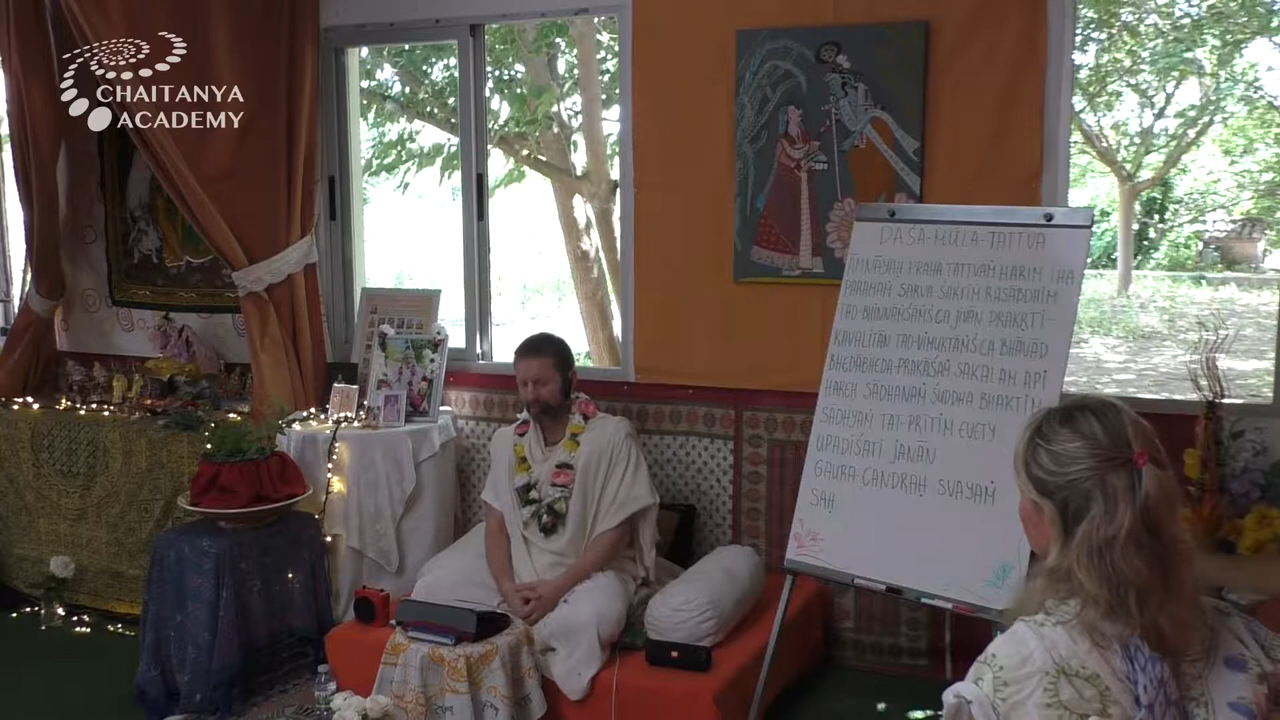 CHAITANYA
ACADEMY
DAŚA-MŪLA-TATTVA
ĀMNĀYAḤ PRAHA TATTVAṀ HARIM IHA
PARAMAṀ SARVA-ŚAKTIṀ RASĀBDHIṀ
TAD-BHINNĀṀŚĀṀŚ CA JĪVĀN PRAKṚTI-
KAVALITĀN TAD-VIMUKTĀṀŚ CA BHĀVĀD
BHEDĀBHEDA-PRAKĀŚAṀ SAKALAM API
HAREḤ SĀDHANAṀ ŚUDDHA BHAKTIṀ
SĀDHYAṀ TAT-PRĪTIM EVETY
UPADIŚATI JANĀN
GAURA-CANDRAḤ SVAYAṀ
SAḤ